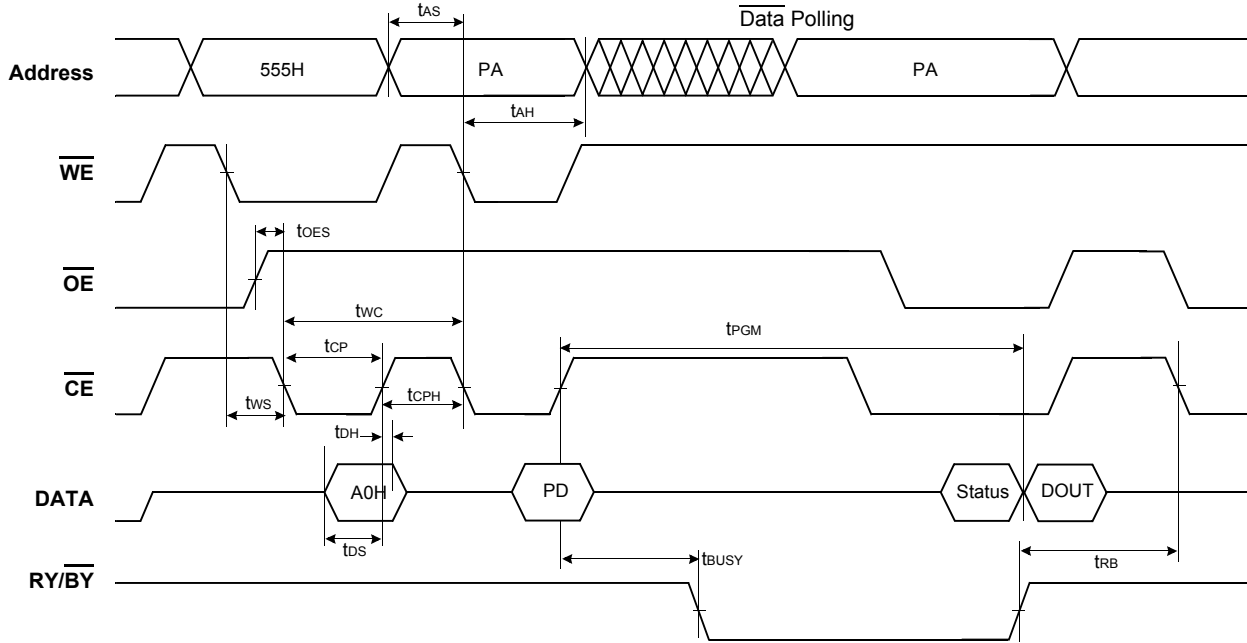 tAS
Data Polling
Address
555H
PA
PA
tAH
WE
tOES
OE
tWC
tPGM
tCP
CE
tCPH
tWS
tDH
DATA
A0H
PD
Status
DOUT
tDS
tBUSY
tRB
RY/BY